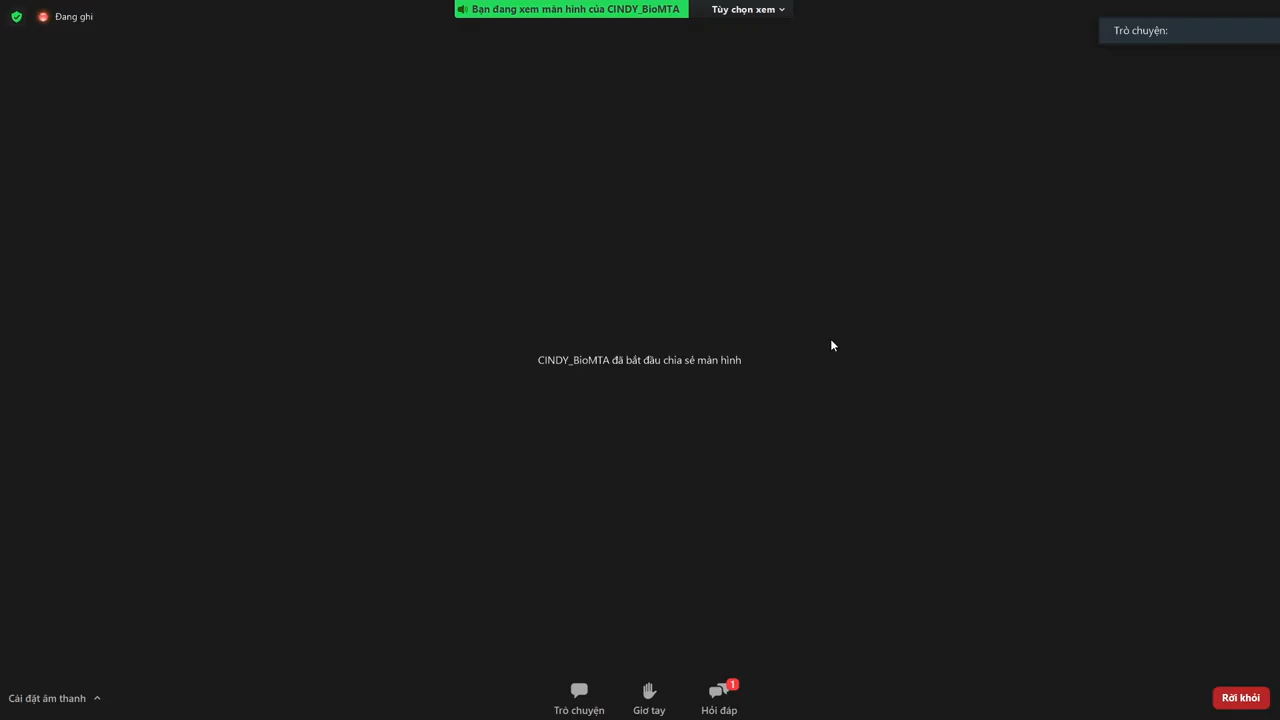 Đang ghi
Bạn đang xem màn hình của CINDY_BioMTA
Tùy chọn xem
Trò chuyện:
CINDY_BioMTA đã bắt đầu chia sẻ màn hình
Cài đặt âm thanh
Trò chuyện
Giơ tay
1
Hỏi đáp
Rời khỏi